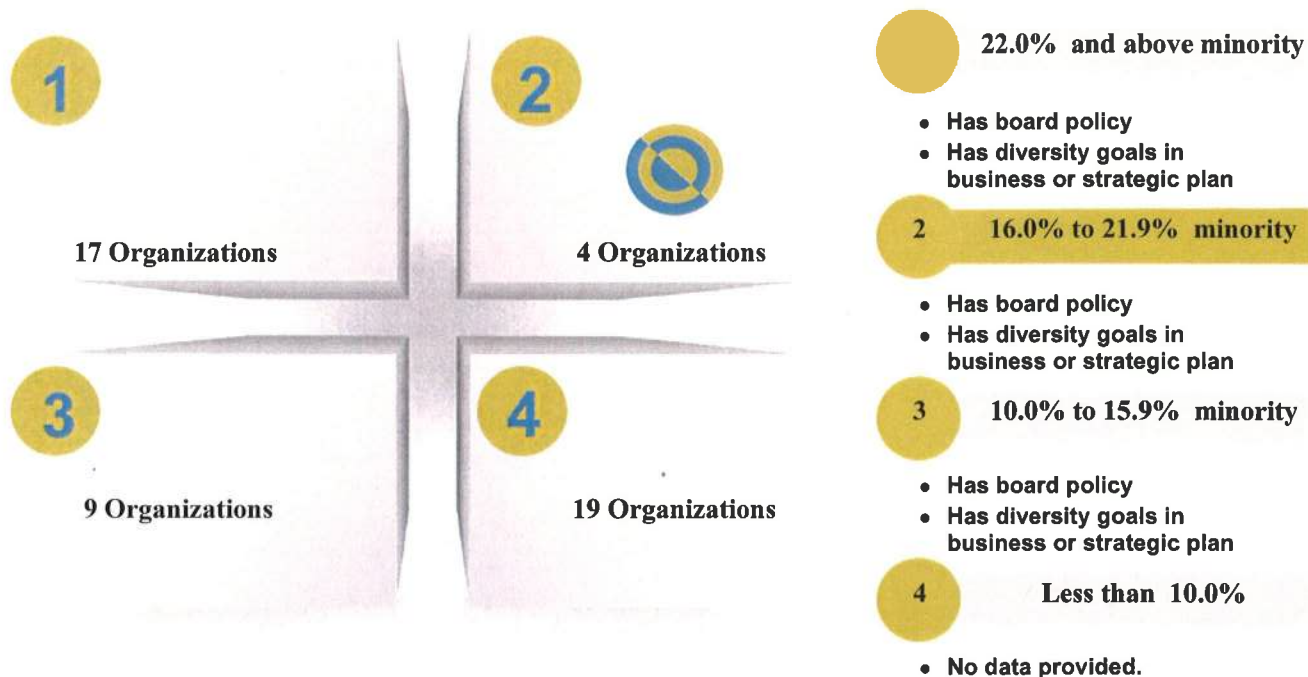 1
2
17 Organizations
4 Organizations
3
4
9 Organizations
19 Organizations
22.0% and above minority
• Has board policy
• Has diversity goals in
business or strategic plan
2 16.0% to 21.9% minority
• Has board policy
• Has diversity goals in
business or strategic plan
3 10.0% to 15.9% minority
• Has board policy
• Has diversity goals in
business or strategic plan
4 Less than 10.0%
• No data provided.